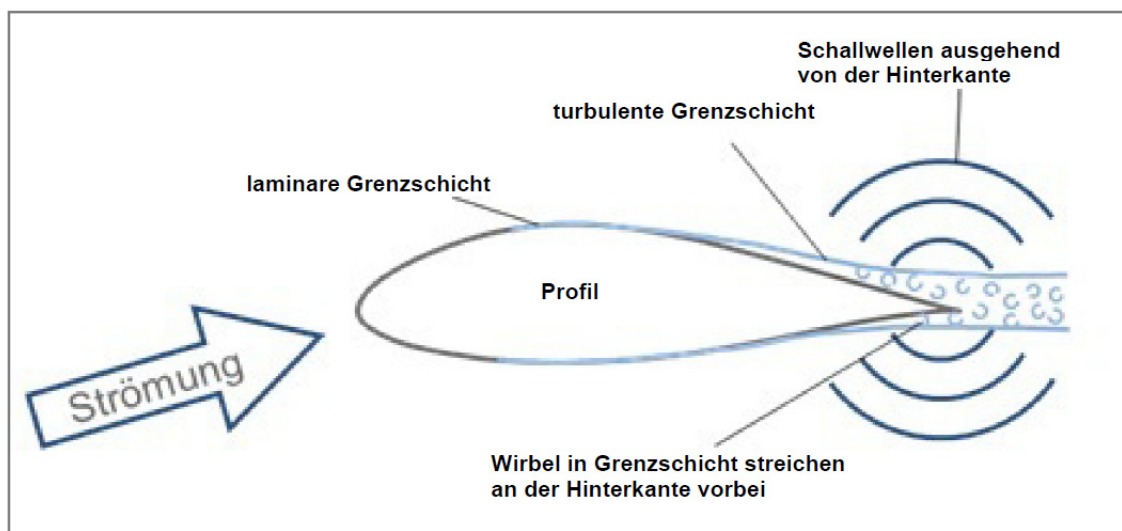 Schallwellen ausgehend
von der Hinterkante
turbulente Grenzschicht
laminare Grenzschicht
Profil
Strömung
Wirbel in Grenzschicht streichen
an der Hinterkante vorbei